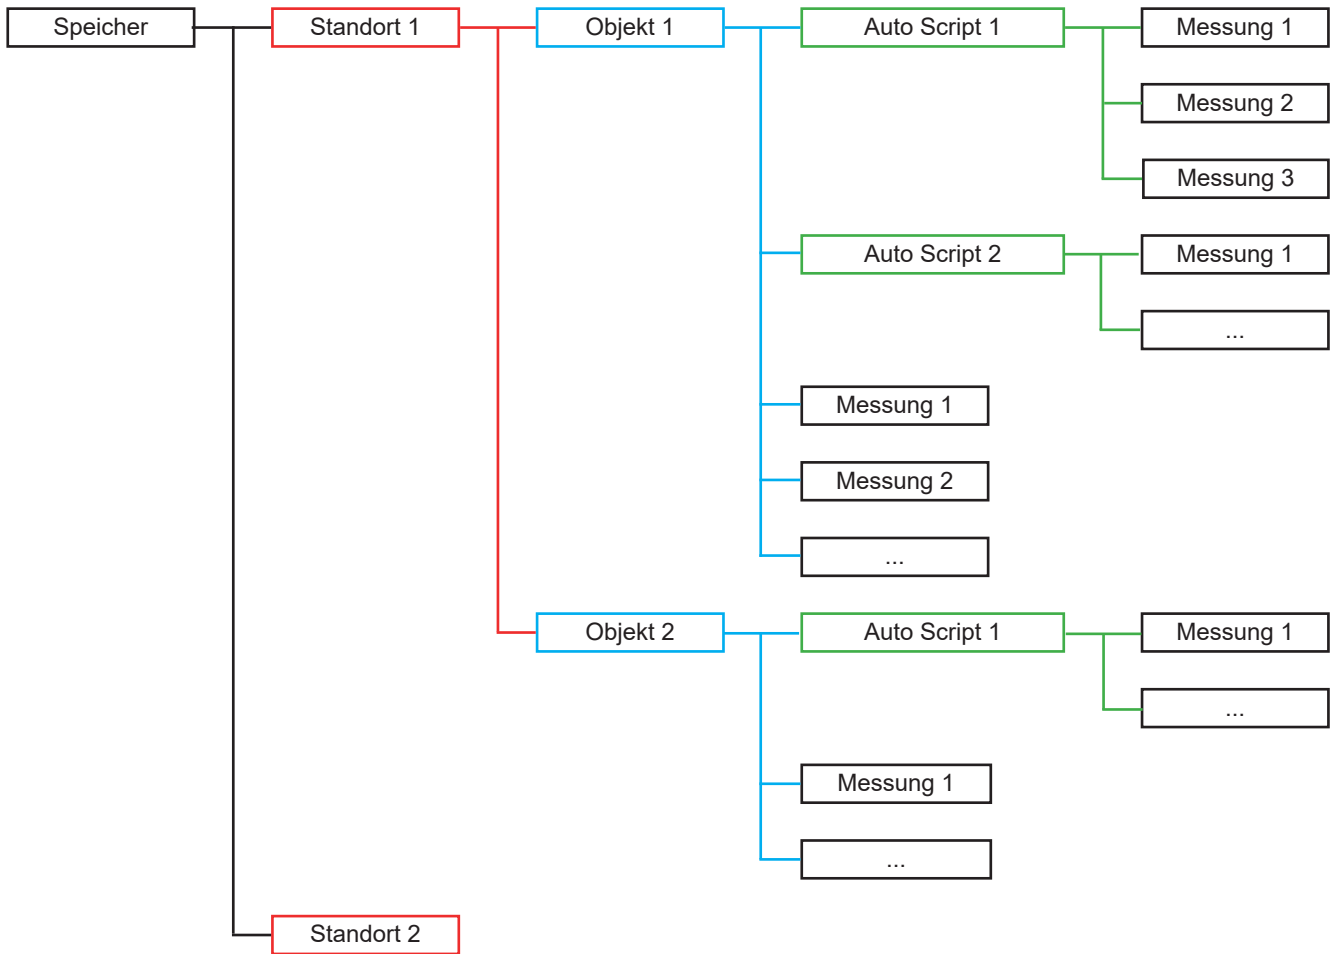 Speicher
Standort 1
Objekt 1
Auto Script 1
Messung 1
Messung 2
Messung 3
Auto Script 2
Messung 1
...
Messung 1
Messung 2
...
Objekt 2
Auto Script 1
Messung 1
...
Messung 1
...
Standort 2